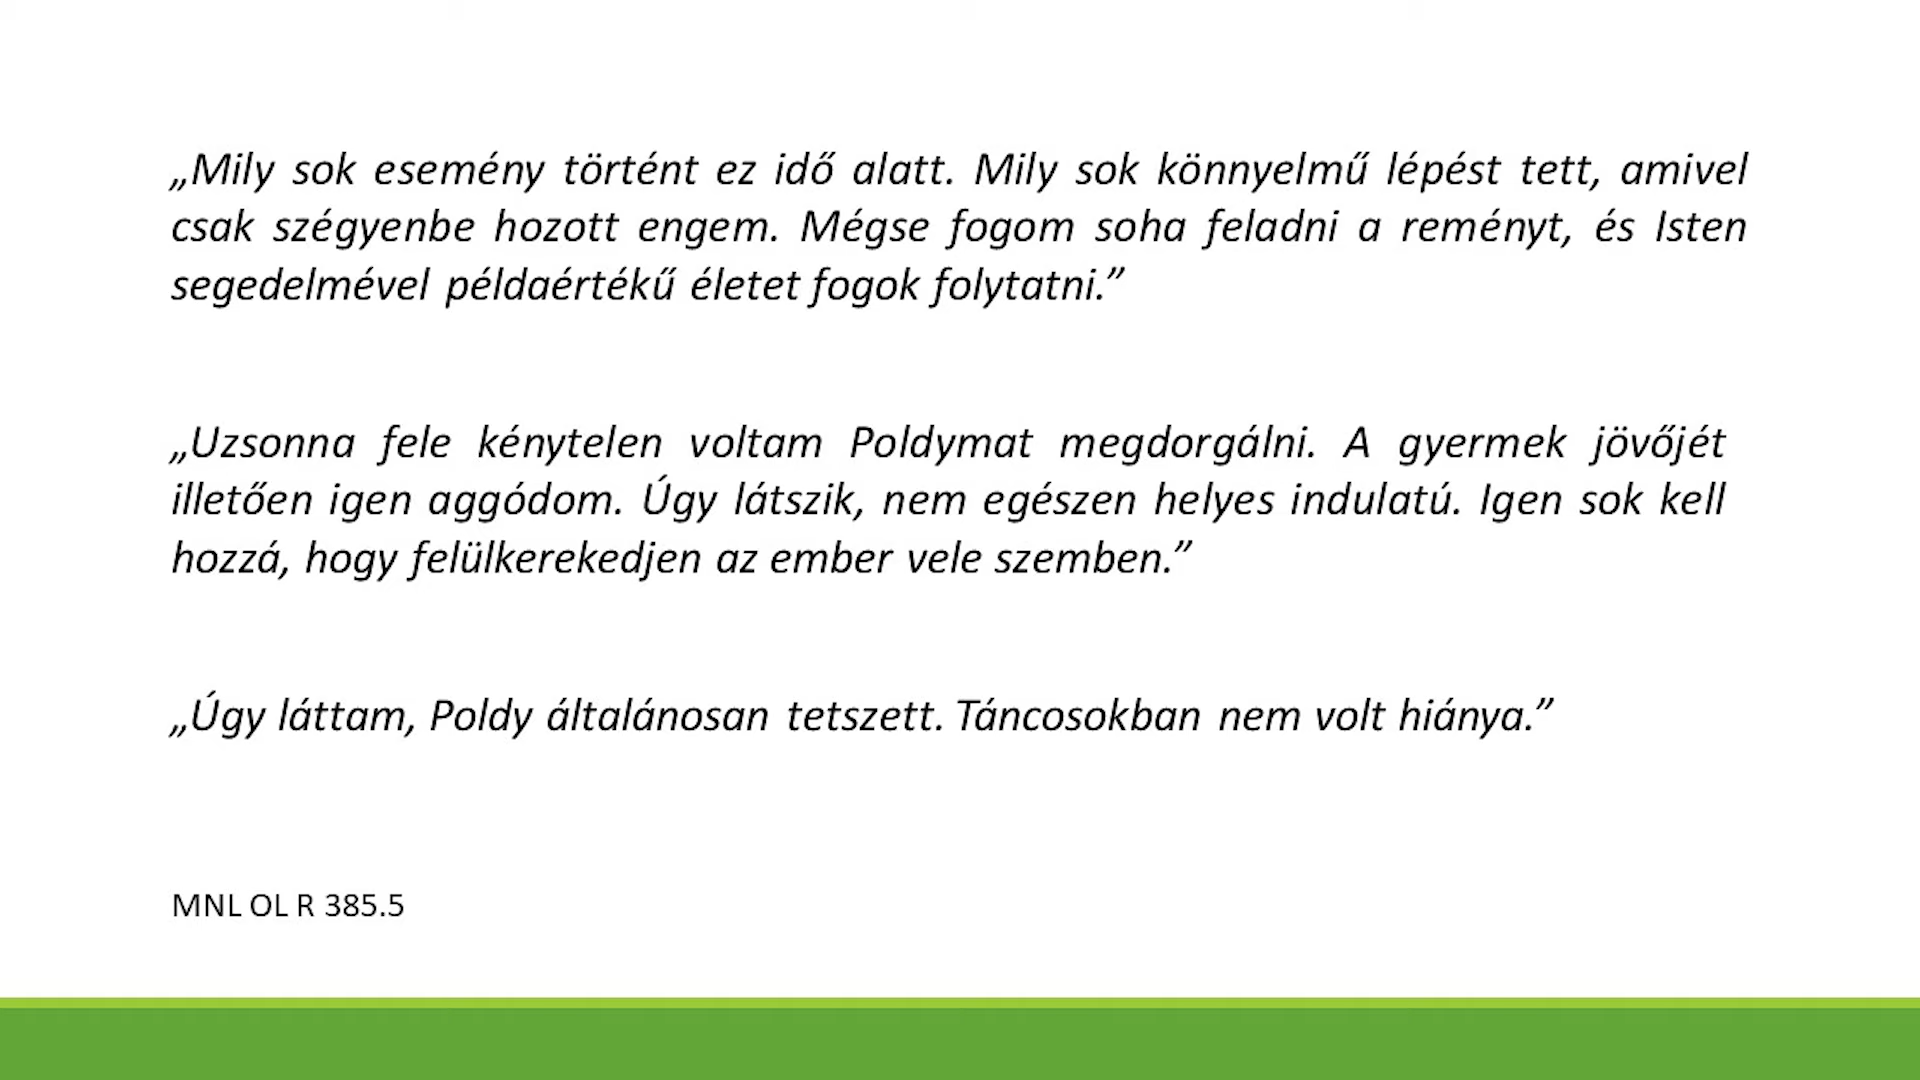 „Mily sok esemény történt ez idő alatt. Mily sok könnyelmű lépést tett, amivel
csak szégyenbe hozott engem. Mégse fogom soha feladni a reményt, és Isten
segedelmével példaértékű életet fogok folytatni.”
„Uzsonna fele kénytelen voltam Poldymat megdorgálni. A gyermek jövőjét
illetően igen aggódom. Úgy látszik, nem egészen helyes indulatú. Igen sok kell
hozzá, hogy felülkerekedjen az ember vele szemben.”
„Úgy láttam, Poldy általánosan tetszett. Táncosokban nem volt hiánya.”
MNL OL R 385.5